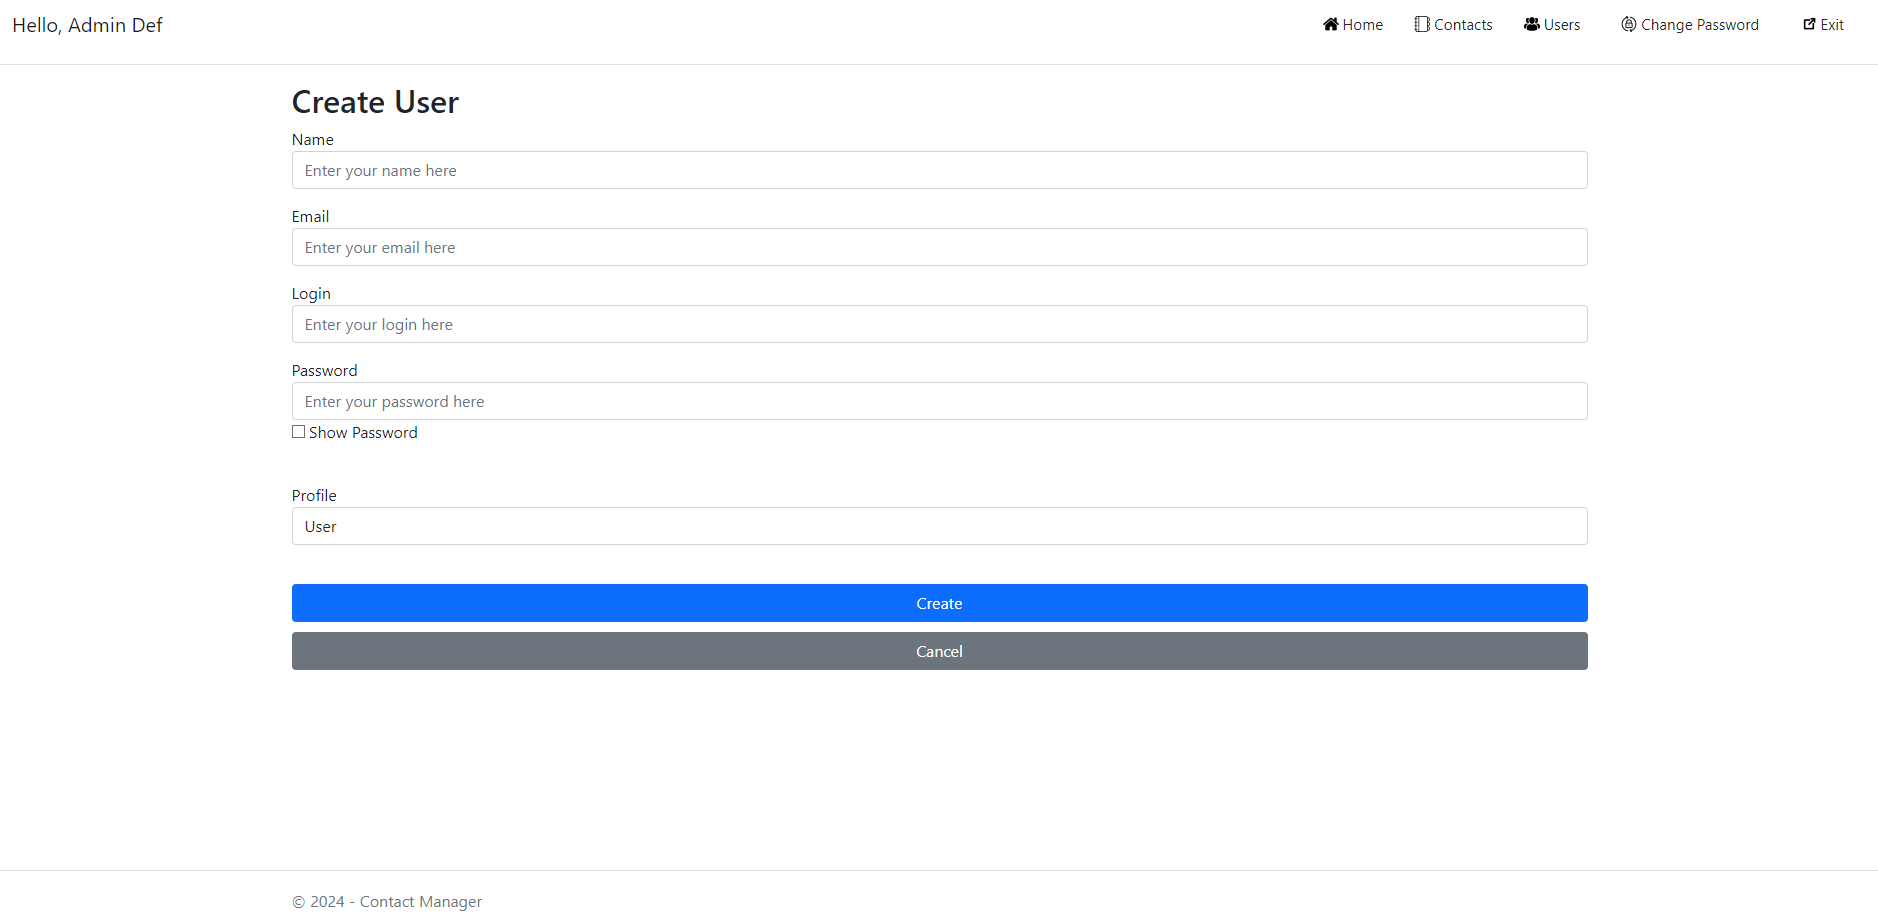 Hello, Admin Def
Home Contacts Users Change Password Exit
Create User
Name
Enter your name here
Email
Enter your email here
Login
Enter your login here
Password
Enter your password here
Show Password
Profile
User
Create
Cancel
© 2024 - Contact Manager